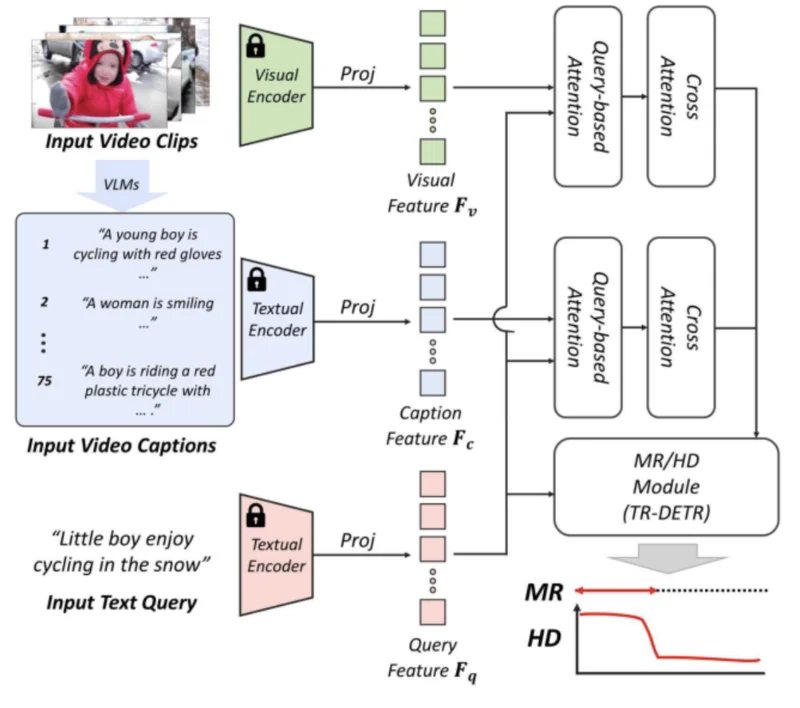 Input Video Clips
VLMs
1
"A young boy is
cycling with red gloves
..."
2
"A woman is smiling
..."
75
"A boy is riding a red
plastic tricycle with
... ."
Input Video Captions
"Little boy enjoy
cycling in the snow"
Input Text Query
Visual
Encoder
Proj
Visual
Feature Fv
Textual
Encoder
Proj
Caption
Feature Fc
Textual
Encoder
Proj
Query
Feature Fq
Query-based
Attention
Cross
Attention
Query-based
Attention
Cross
Attention
MR/HD
Module
(TR-DETR)
MR
HD